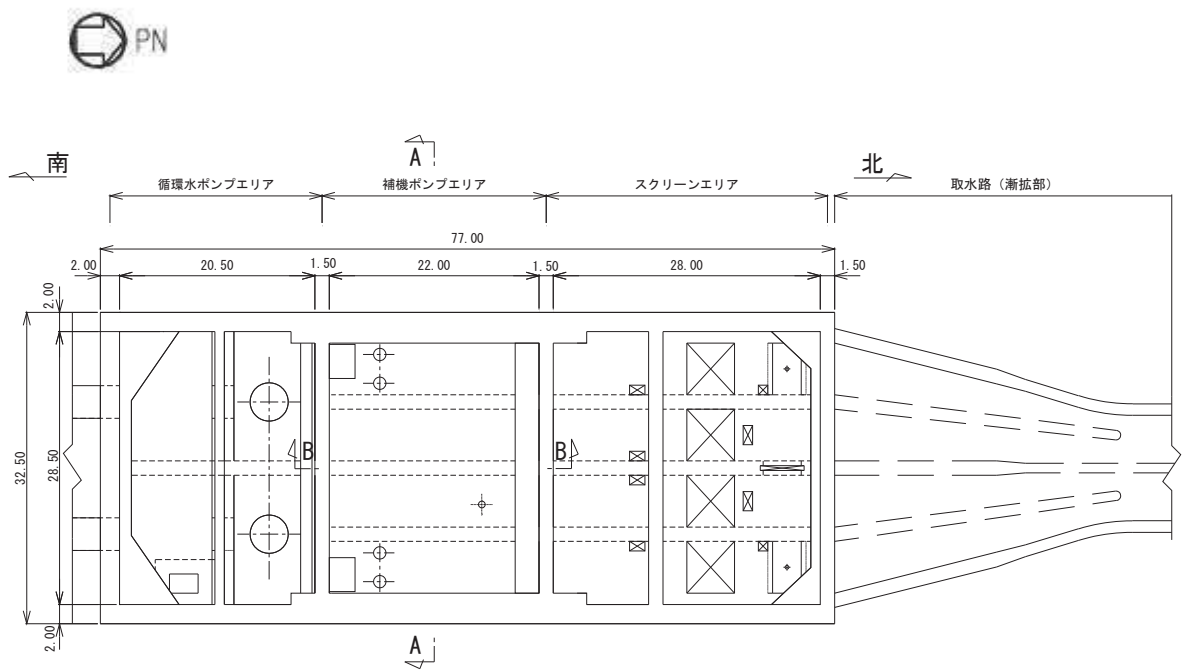 PN
A
南
北
循環水ポンプエリア
補機ポンプエリア
スクリーンエリア
取水路（漸拡部）
77.00
2.00
20.50
1.50
22.00
1.50
28.00
1.50
2.00
32.50
28.50
B
B
2.00
A